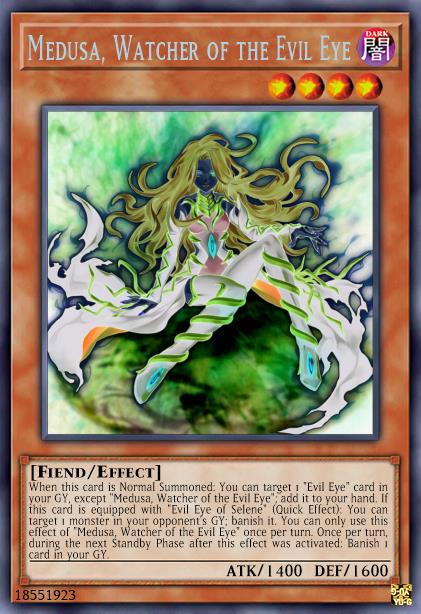 Medusa, Watcher of the Evil Eye
DARK
闇
[Fiend/Effect]
When this card is Normal Summoned: You can target 1 "Evil Eye" card in
your GY, except "Medusa, Watcher of the Evil Eye"; add it to your hand. If
this card is equipped with "Evil Eye of Selene" (Quick Effect): You can
target 1 monster in your opponent's GY; banish it. You can only use this
effect of "Medusa, Watcher of the Evil Eye" once per turn. Once per turn,
during the next Standby Phase after this effect was activated: Banish 1
card in your GY.
ATK/1400 DEF/1600
18551923